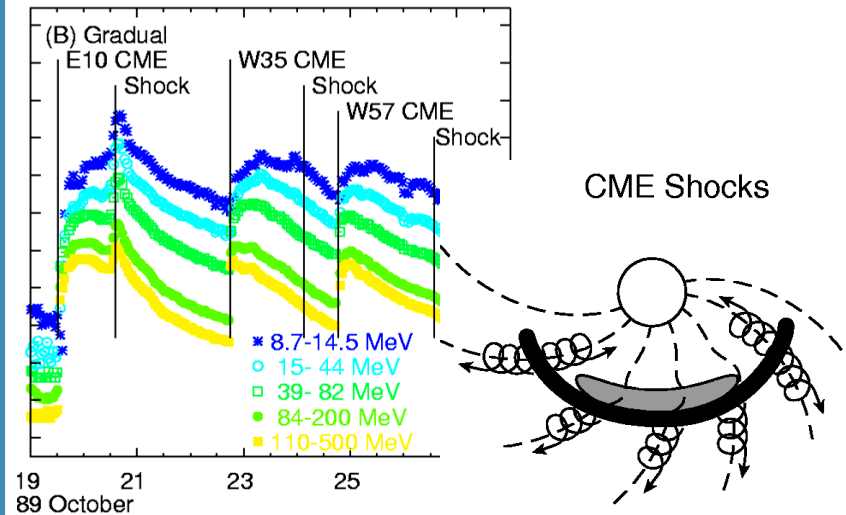 (B) Gradual
E10 CME
W35 CME
Shock
Shock
W57 CME
Shock
CME Shocks
8.7-14.5 MeV
15- 44 MeV
39- 82 MeV
84-200 MeV
110-500 MeV
19 21 23 25
89 October